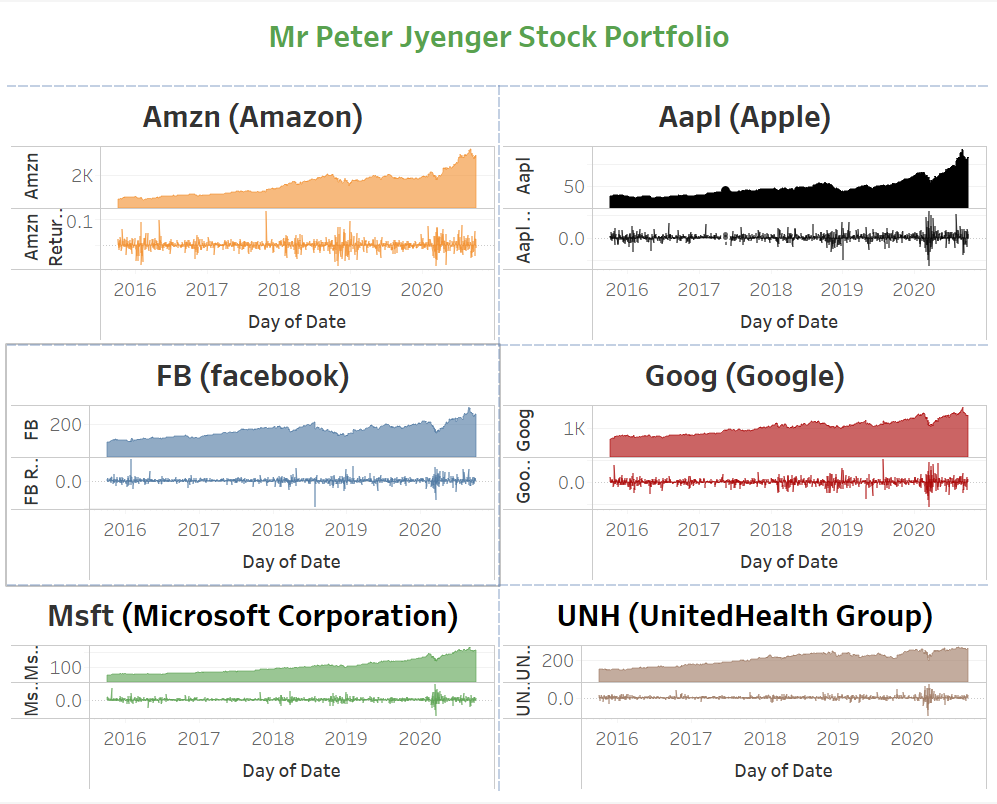 Mr Peter Jyenger Stock Portfolio
Amzn (Amazon)
Amzn
2K
Amzn
Retur..
0.1
2016 2017 2018 2019 2020
Day of Date
Aapl (Apple)
Aapl
50
Aapl ..
0.0
2016 2017 2018 2019 2020
Day of Date
FB (facebook)
FB
200
FB R..
0.0
2016 2017 2018 2019 2020
Day of Date
Goog (Google)
Goog
1K
Goo..
0.0
2016 2017 2018 2019 2020
Day of Date
Msft (Microsoft Corporation)
Ms..
100
Ms..
0.0
2016 2017 2018 2019 2020
Day of Date
UNH (UnitedHealth Group)
UN..
200
UN..
0.0
2016 2017 2018 2019 2020
Day of Date